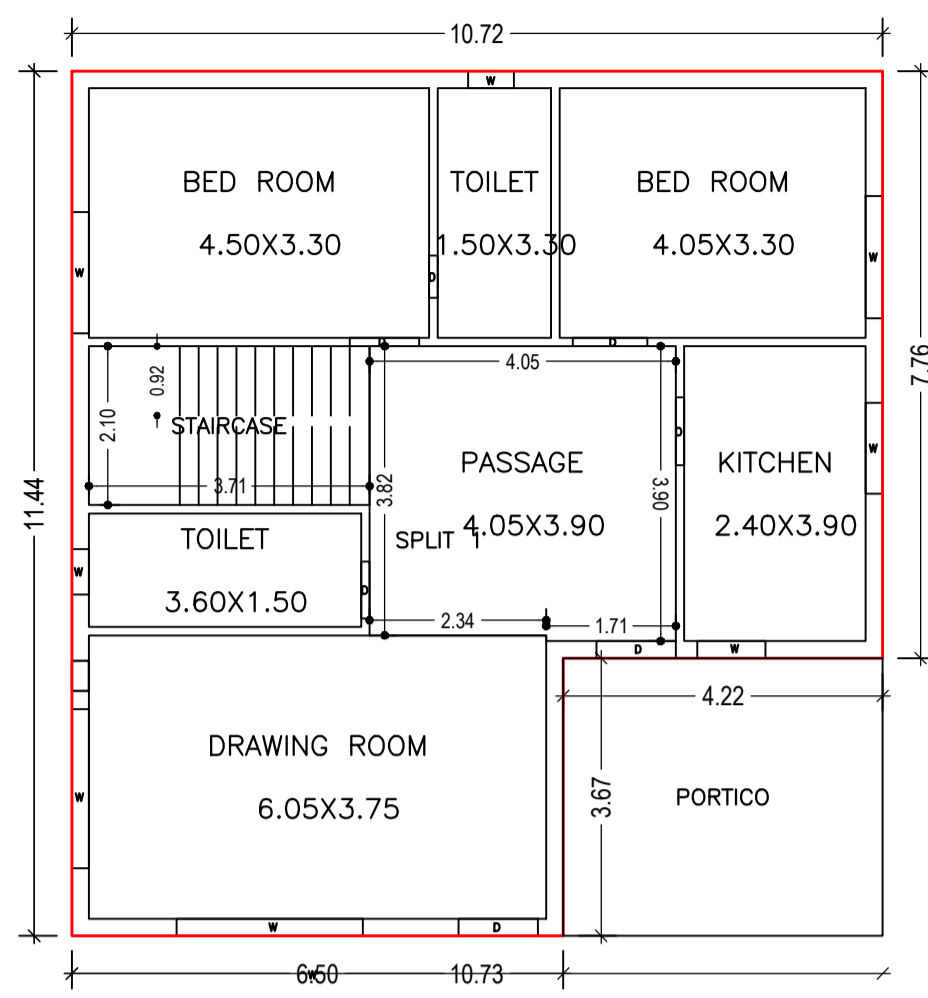 10.72
W
BED ROOM
TOILET
BED ROOM
4.50X3.30
1.50X3.30
4.05X3.30
W
D
W
D
D
7.76
4.05
0.92
2.10
STAIRCASE
W
D
PASSAGE
KITCHEN
3.71
3.82
3.90
11.44
4.05X3.90
2.40X3.90
SPLIT 1
TOILET
W
D
3.60X1.50
2.34
1.71
D
W
4.22
DRAWING ROOM
6.05X3.75
W
3.67
PORTICO
W
D
6.50
W
10.73